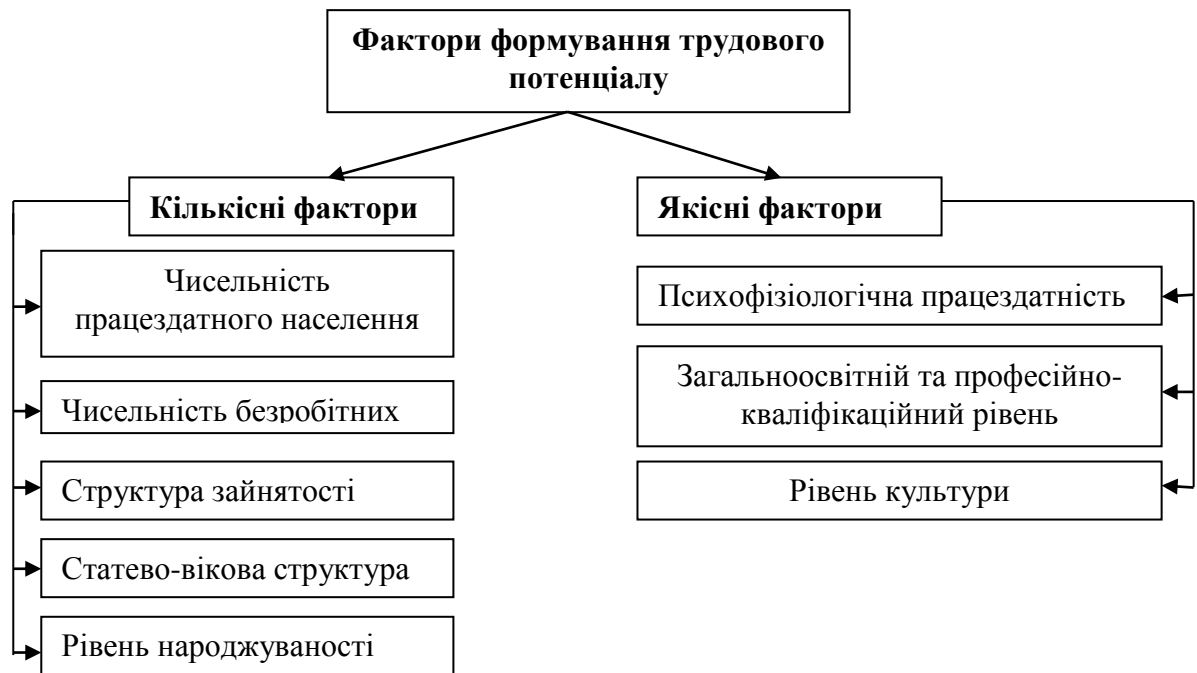 Фактори формування трудового
потенціалу
Кількісні фактори
Чисельність
працездатного населення
Чисельність безробітних
Структура зайнятості
Статево-вікова структура
Рівень народжуваності
Якісні фактори
Психофізіологічна працездатність
Загальноосвітній та професійно-
кваліфікаційний рівень
Рівень культури